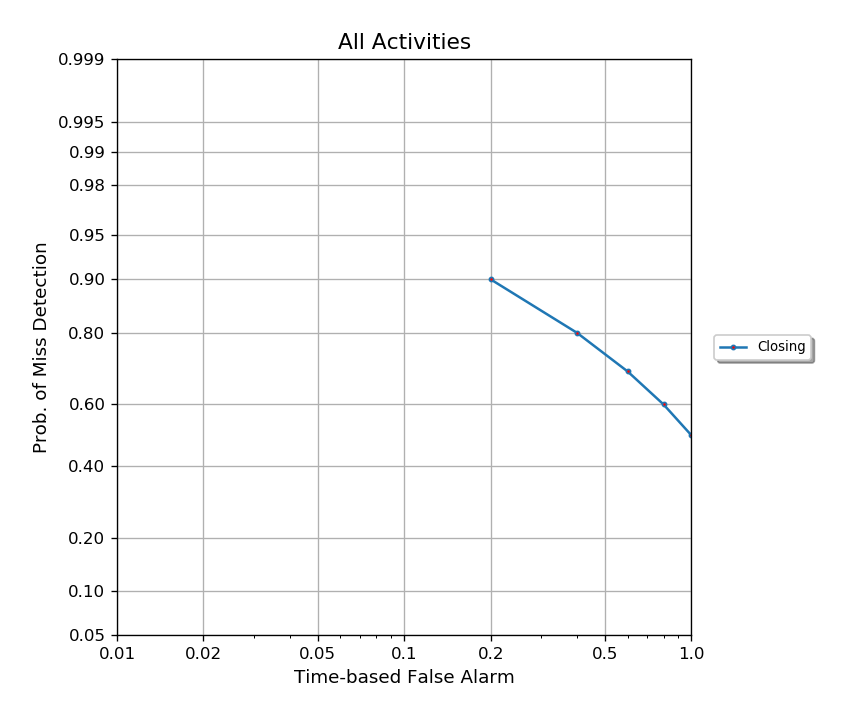 All Activities
0.999
0.995
0.99
0.98
0.95
0.90
0.80
0.60
0.40
0.20
0.10
0.05
Prob. of Miss Detection
0.01 0.02 0.05 0.1 0.2 0.5 1.0
Time-based False Alarm
Closing